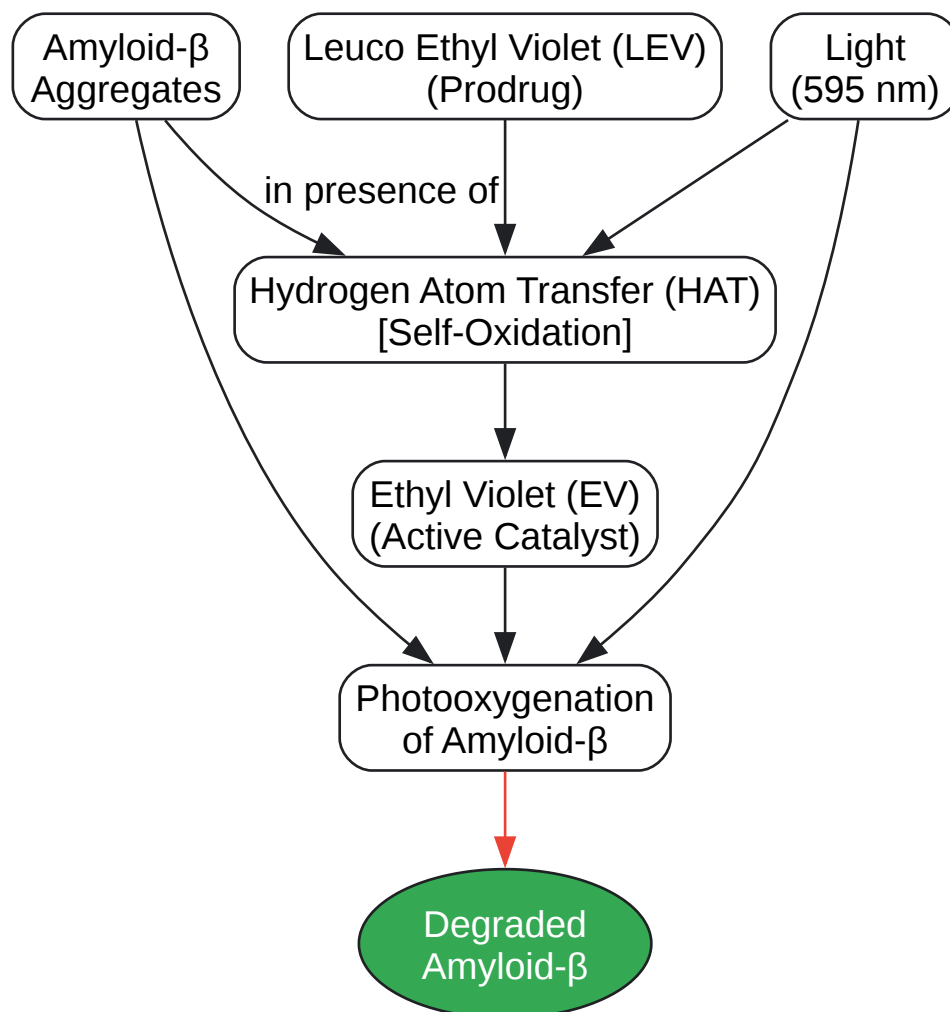 Amyloid-β
Aggregates
Leuco Ethyl Violet (LEV)
(Prodrug)
Light
(595 nm)
in presence of
Hydrogen Atom Transfer (HAT)
[Self-Oxidation]
Ethyl Violet (EV)
(Active Catalyst)
Photooxygenation
of Amyloid-β
Degraded
Amyloid-β